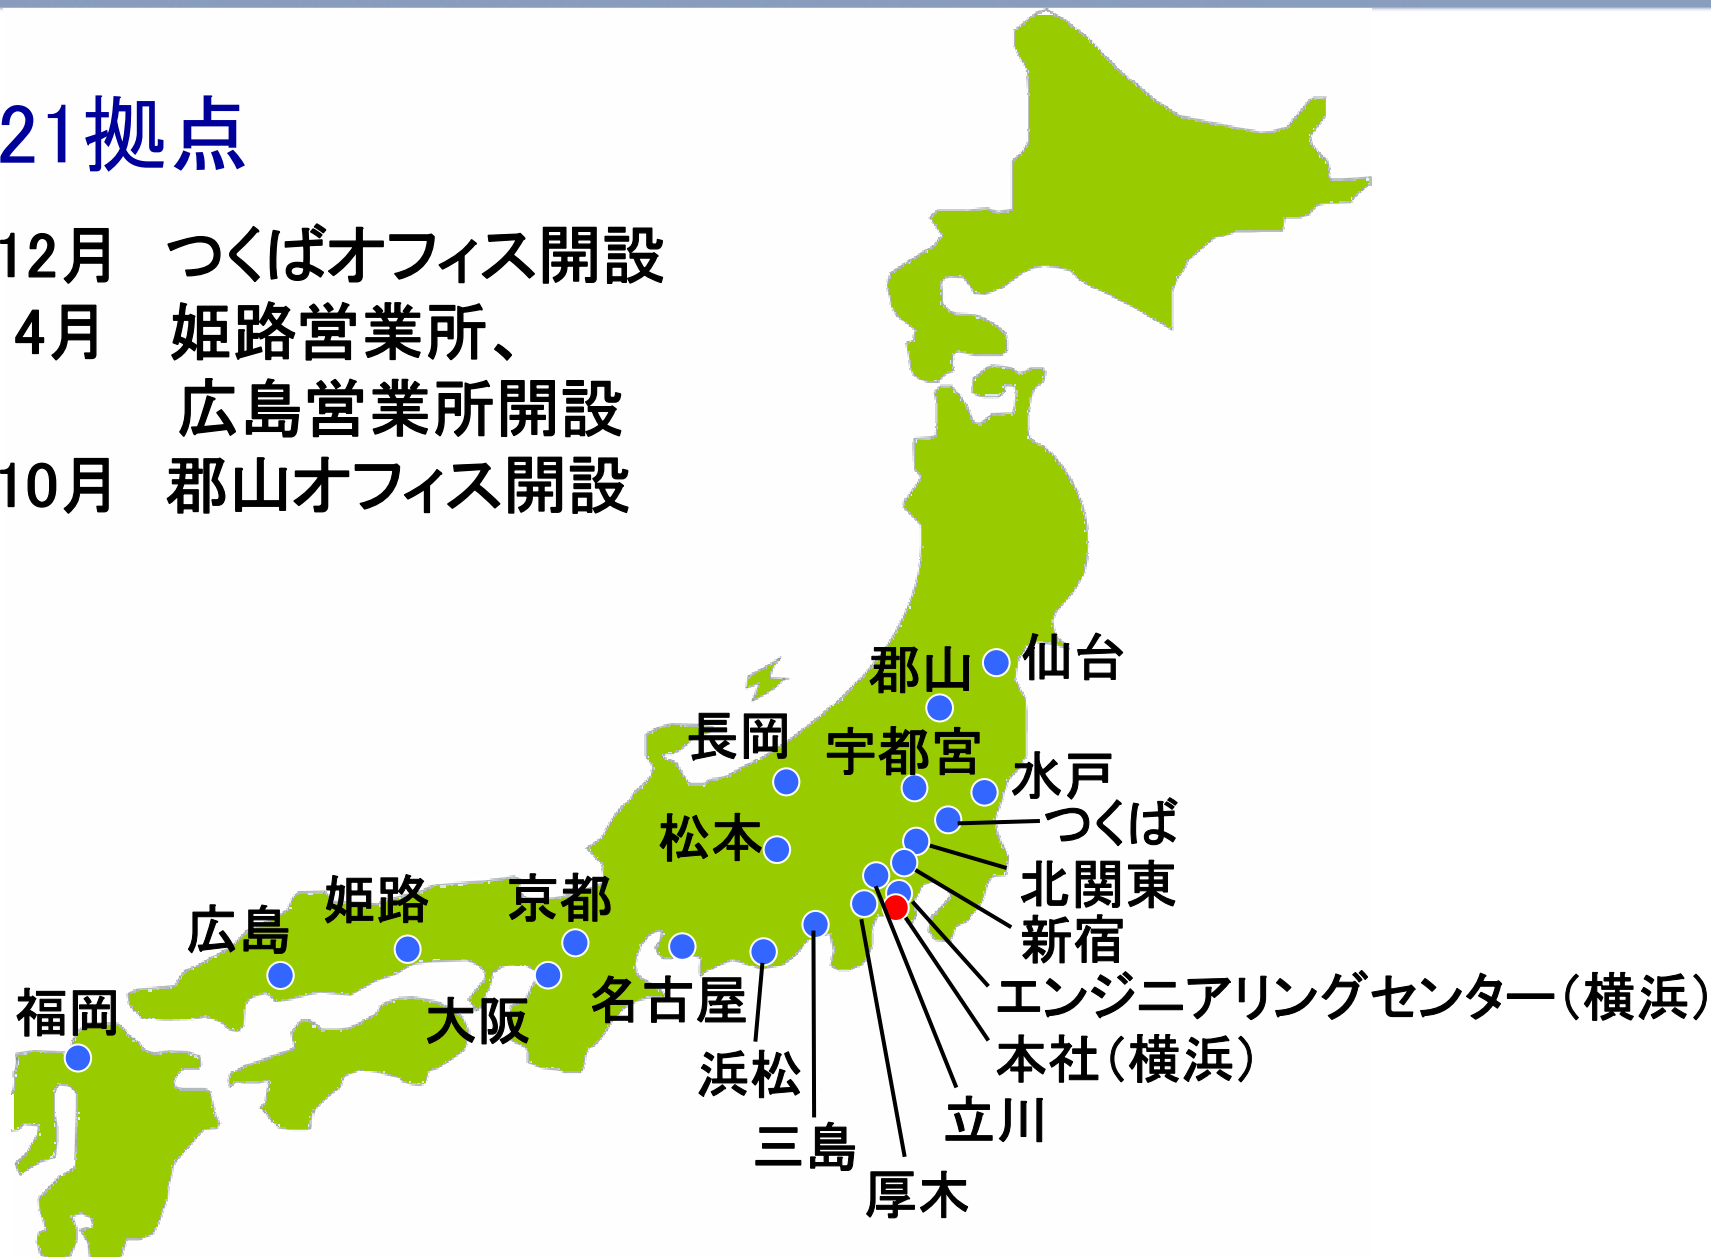 21拠点
12月　つくばオフィス開設
4月　姫路営業所、
広島営業所開設
10月　郡山オフィス開設
仙台
郡山
長岡
宇都宮
水戸
つくば
松本
北関東
姫路
京都
広島
新宿
エンジニアリングセンター（横浜）
名古屋
福岡
大阪
本社（横浜）
浜松
立川
三島
厚木